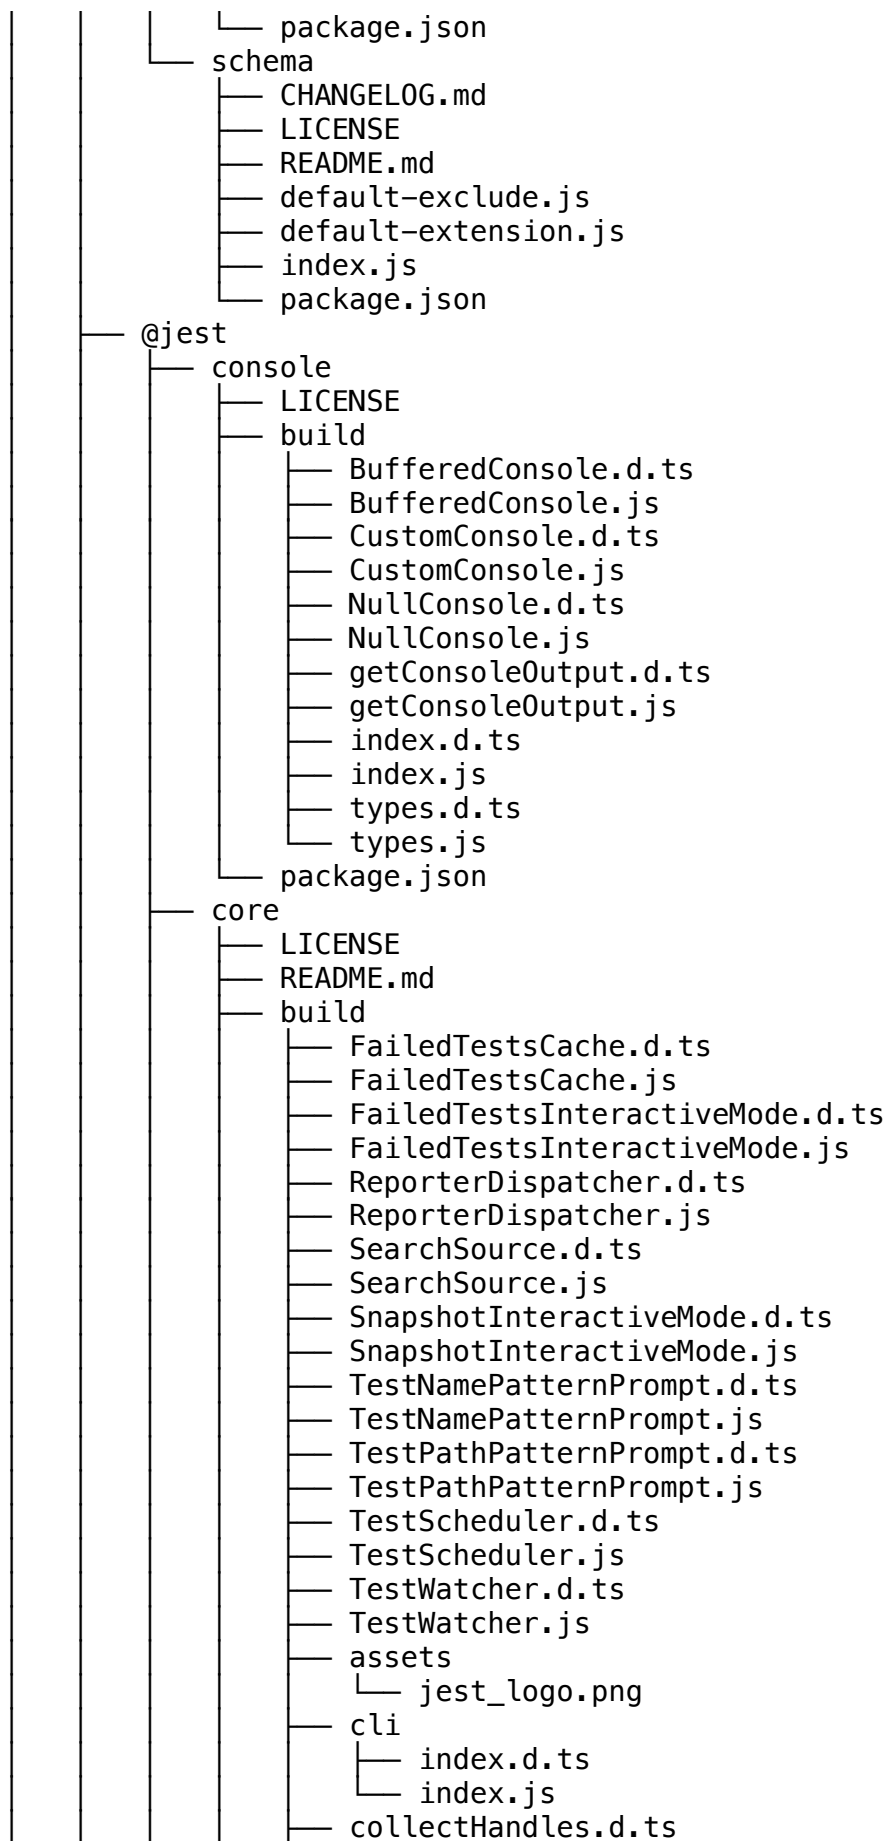 │   │   │   └── package.json
│   │   └── schema
│   │       ├── CHANGELOG.md
│   │       ├── LICENSE
│   │       ├── README.md
│   │       ├── default-exclude.js
│   │       ├── default-extension.js
│   │       ├── index.js
│   │       └── package.json
│   ├── @jest
│   │   ├── console
│   │   │   ├── LICENSE
│   │   │   ├── build
│   │   │   │   ├── BufferedConsole.d.ts
│   │   │   │   ├── BufferedConsole.js
│   │   │   │   ├── CustomConsole.d.ts
│   │   │   │   ├── CustomConsole.js
│   │   │   │   ├── NullConsole.d.ts
│   │   │   │   ├── NullConsole.js
│   │   │   │   ├── getConsoleOutput.d.ts
│   │   │   │   ├── getConsoleOutput.js
│   │   │   │   ├── index.d.ts
│   │   │   │   ├── index.js
│   │   │   │   ├── types.d.ts
│   │   │   │   └── types.js
│   │   │   └── package.json
│   │   ├── core
│   │   │   ├── LICENSE
│   │   │   ├── README.md
│   │   │   ├── build
│   │   │   │   ├── FailedTestsCache.d.ts
│   │   │   │   ├── FailedTestsCache.js
│   │   │   │   ├── FailedTestsInteractiveMode.d.ts
│   │   │   │   ├── FailedTestsInteractiveMode.js
│   │   │   │   ├── ReporterDispatcher.d.ts
│   │   │   │   ├── ReporterDispatcher.js
│   │   │   │   ├── SearchSource.d.ts
│   │   │   │   ├── SearchSource.js
│   │   │   │   ├── SnapshotInteractiveMode.d.ts
│   │   │   │   ├── SnapshotInteractiveMode.js
│   │   │   │   ├── TestNamePatternPrompt.d.ts
│   │   │   │   ├── TestNamePatternPrompt.js
│   │   │   │   ├── TestPathPatternPrompt.d.ts
│   │   │   │   ├── TestPathPatternPrompt.js
│   │   │   │   ├── TestScheduler.d.ts
│   │   │   │   ├── TestScheduler.js
│   │   │   │   ├── TestWatcher.d.ts
│   │   │   │   ├── TestWatcher.js
│   │   │   │   ├── assets
│   │   │   │   │   └── jest_logo.png
│   │   │   │   ├── cli
│   │   │   │   │   ├── index.d.ts
│   │   │   │   │   └── index.js
│   │   │   │   ├── collectHandles.d.ts